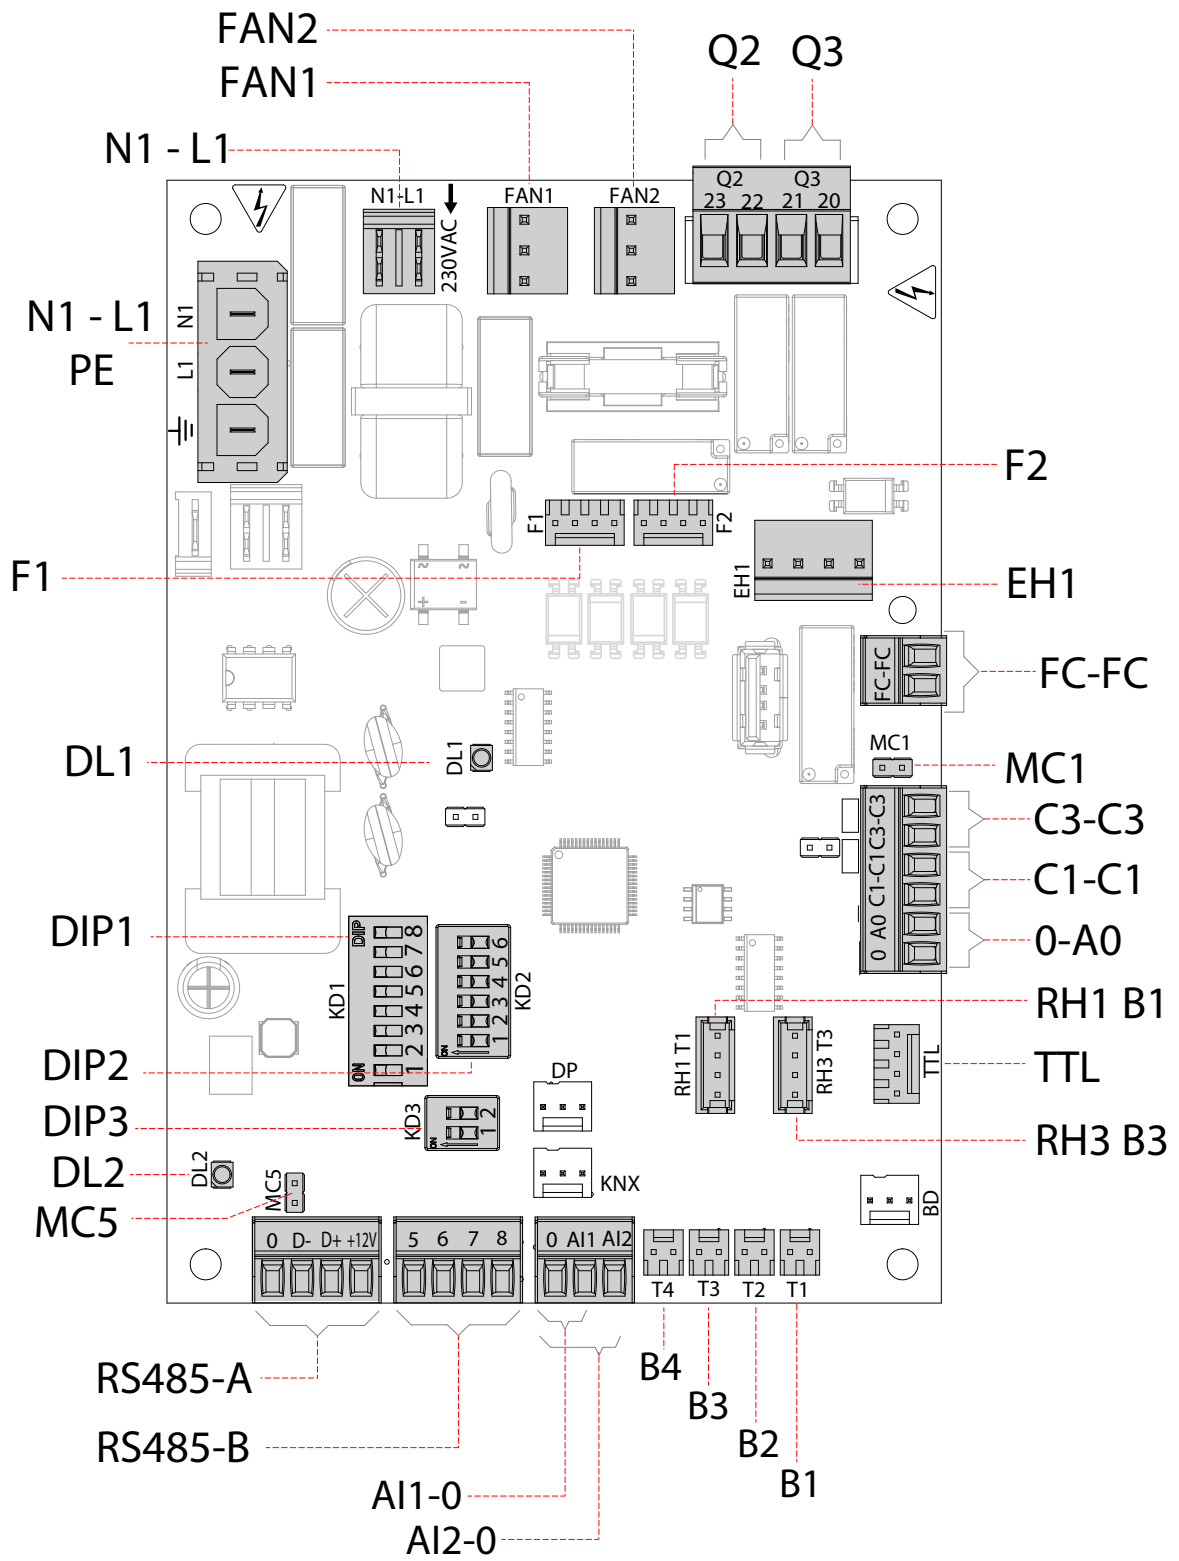 FAN2
Q2 Q3
FAN1
N1 - L1
N1-L1
230VAC
FAN1
FAN2
Q2 Q3
23 22 21 20
N1 - L1
PE
N1
L1
F2
F1
F2
F1
EH1
EH1
FC-FC
FC-FC
MC1
MC1
DL1
DL1
C3-C3
C3-C3
C1-C1
C1-C1
0 A0
0-A0
DIP1
DIP
ON
1 2 3 4 5 6 7 8
KD1
1 2 3 4 5 6
ON
KD2
RH1 B1
RH1 T1
RH3 T3
TTL
TTL
DIP2
DP
DIP3
KD3
ON
1 2
RH3 B3
DL2
DL2
KNX
BD
MC5
MC5
0 D- D+ +12V
5 6 7 8
0 AI1 AI2
T4 T3 T2 T1
RS485-A
B4
B3
RS485-B
B2
AI1-0
B1
AI2-0